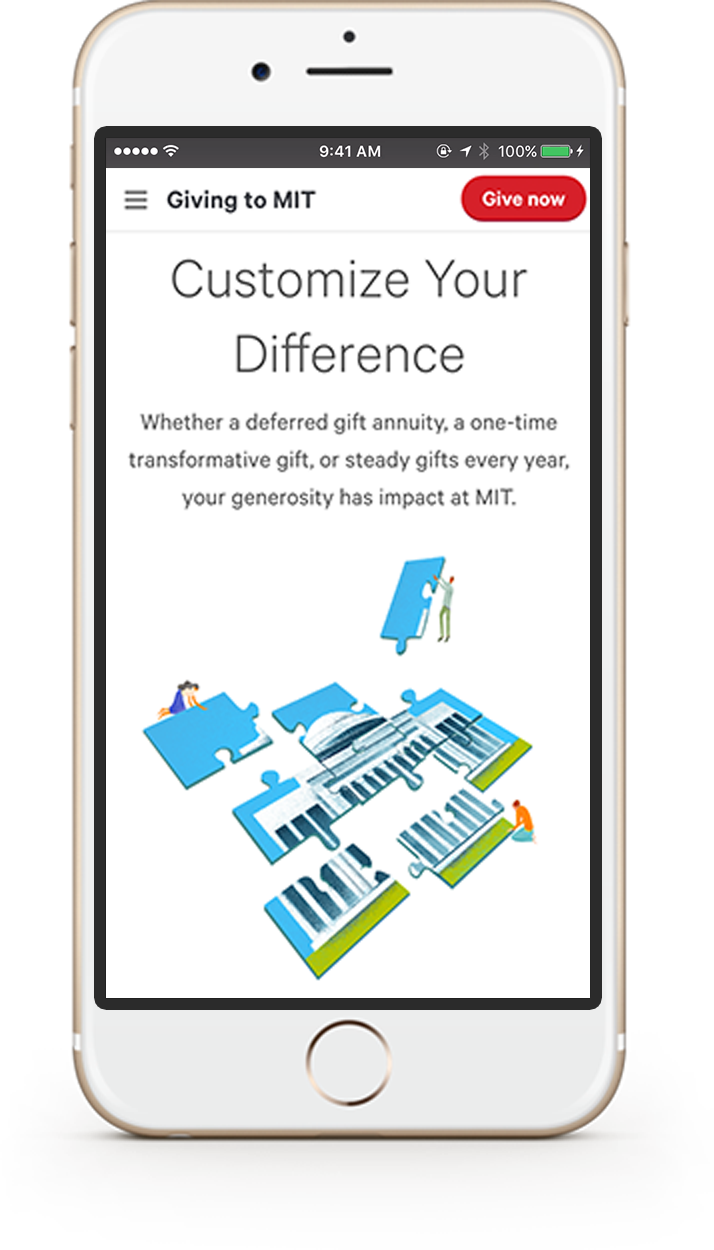 9:41 AM 100%
Giving to MIT Give now
Customize Your
Difference
Whether a deferred gift annuity, a one-time
transformative gift, or steady gifts every year,
your generosity has impact at MIT.